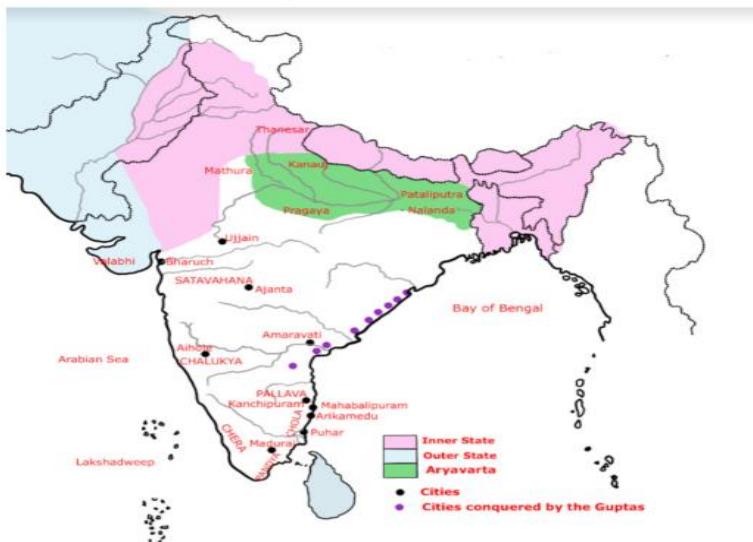 Thanesar
Kanauj
Mathura
Pataliputra
Pragaya
Nalanda
Ujjain
Valabhi
Bharuch
SATAVAHANA
Ajanta
Bay of Bengal
Amaravati
Arabian Sea
Aihole
CHALUKYA
PALLAVA
Kanchipuram
Mahabalipuram
Arikamedu
CHOLA
Puhar
CHERA
Madurai
PANDYA
Lakshadweep
Inner State
Outer State
Aryavarta
Cities
Cities conquered by the Guptas